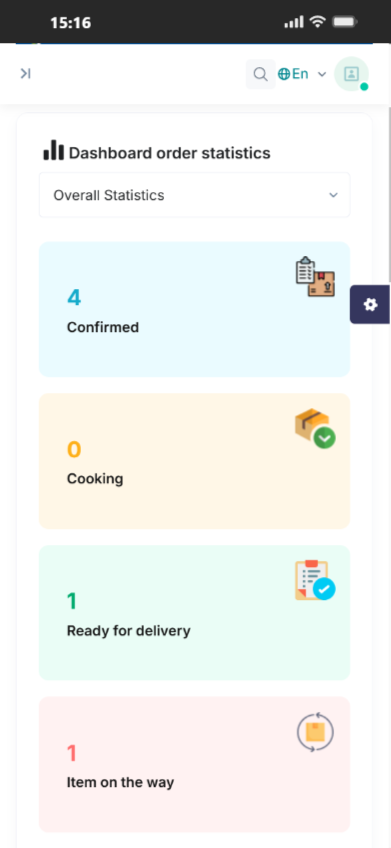 15:16
En
Dashboard order statistics
Overall Statistics
4
Confirmed
0
Cooking
1
Ready for delivery
1
Item on the way